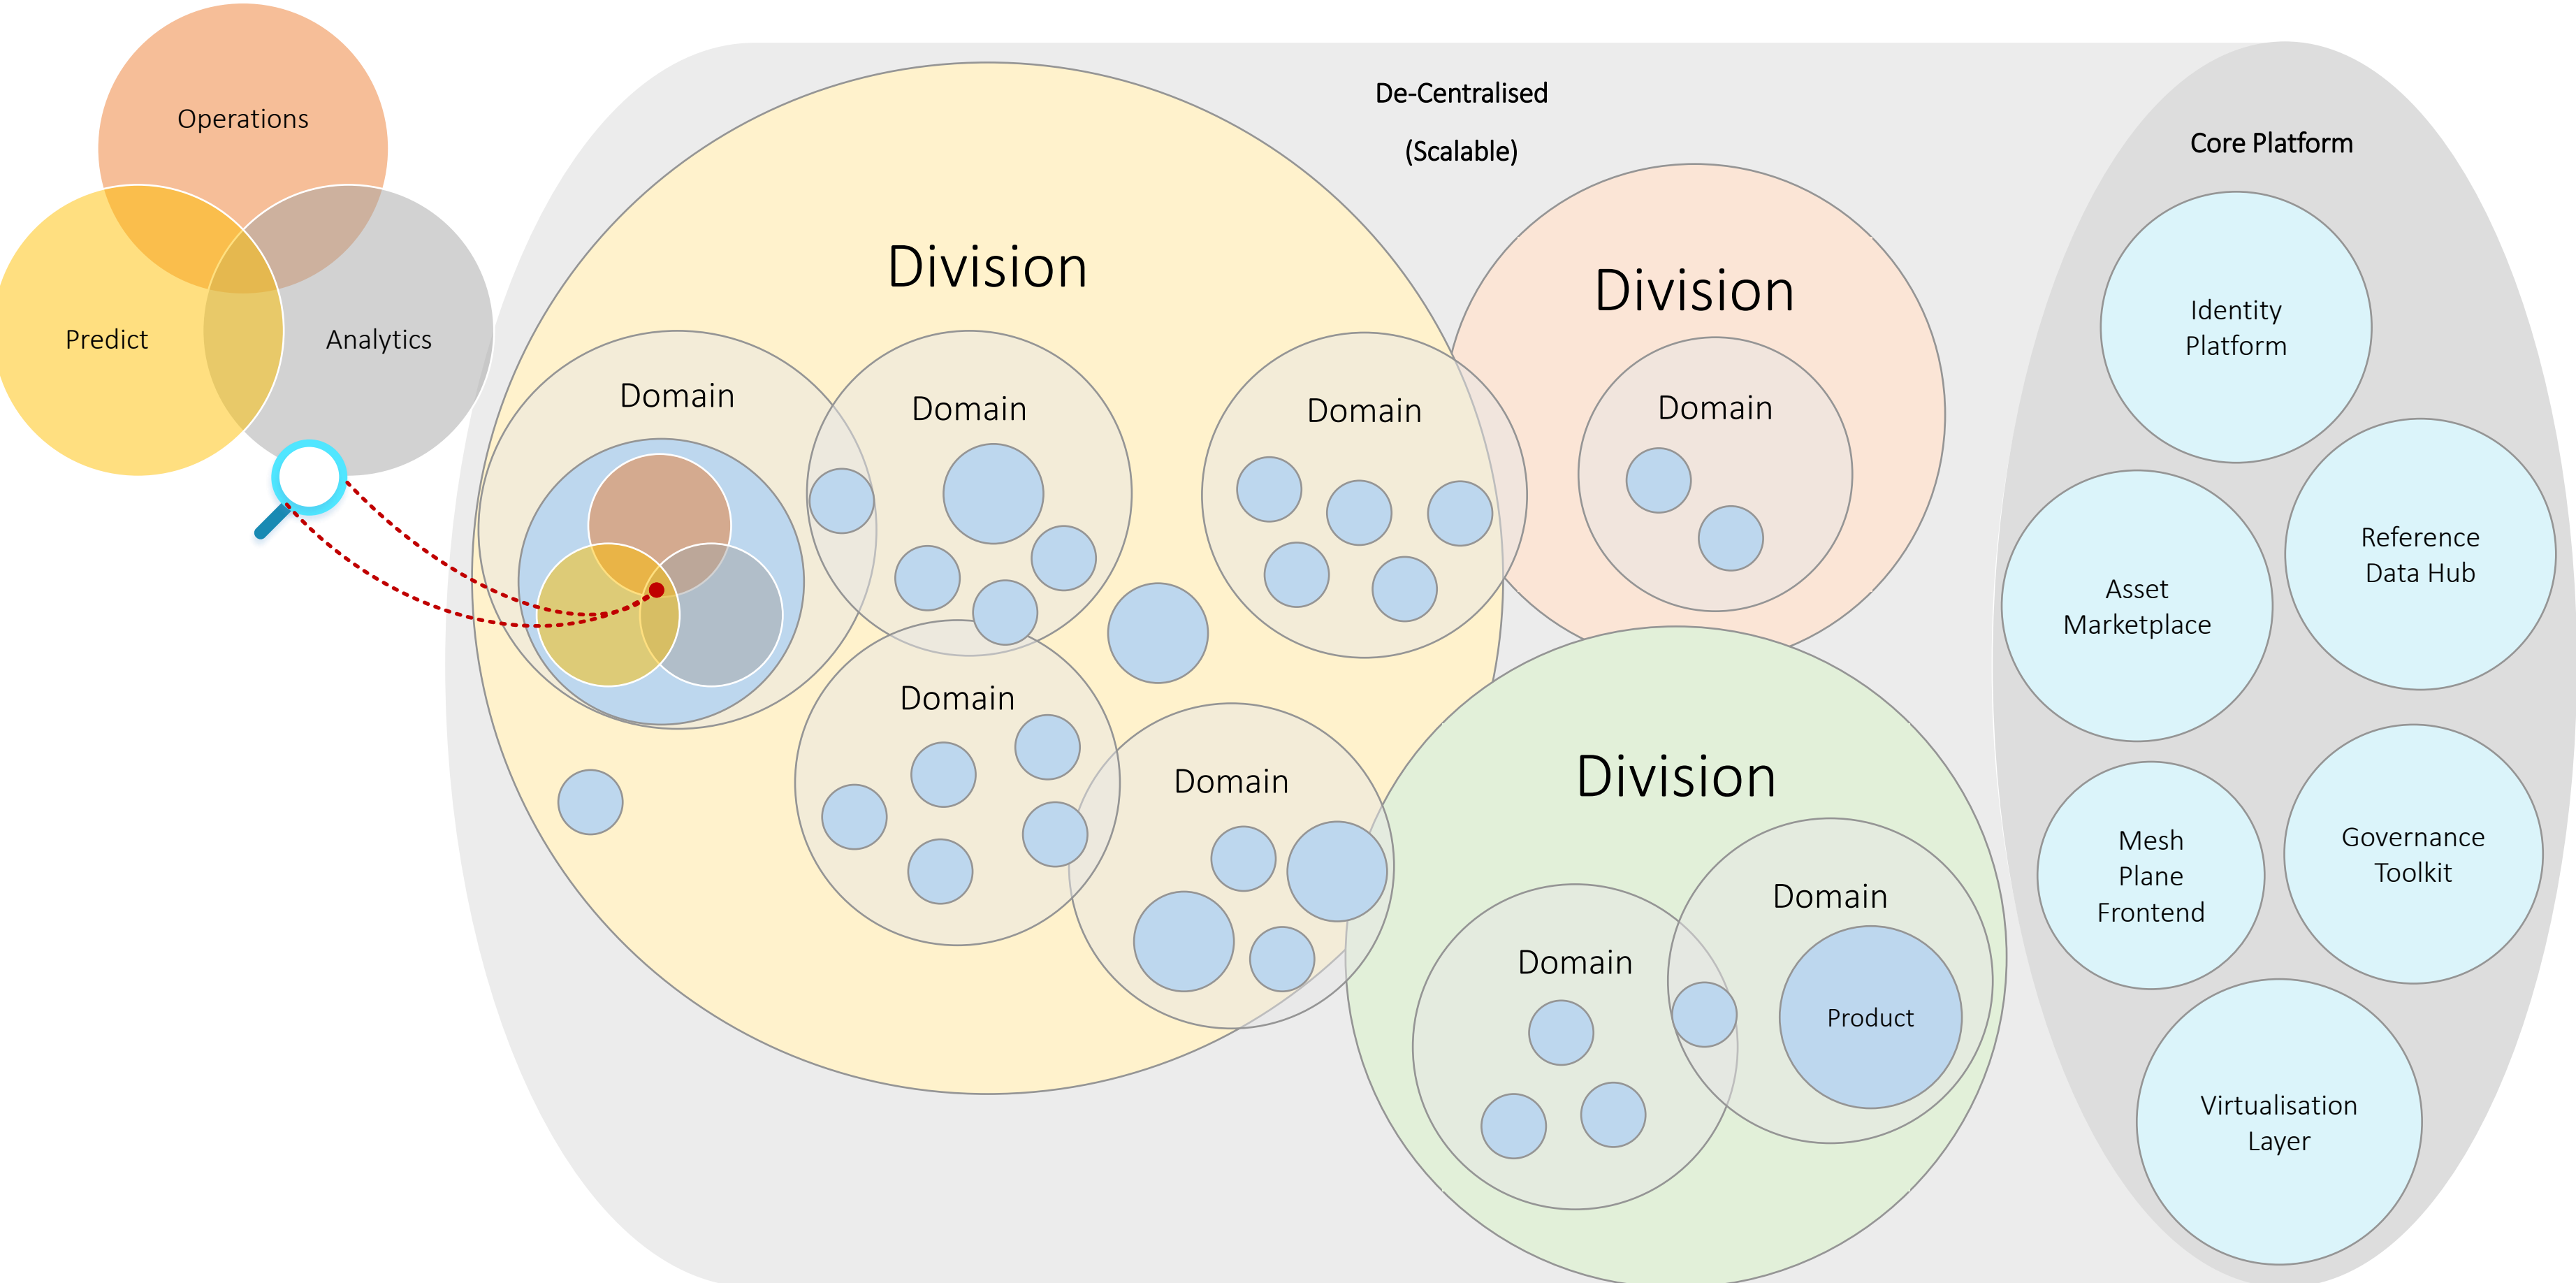 Operations
Predict
Analytics
De-Centralised
(Scalable)
Division
Domain
Domain
Domain
Domain
Domain
Division
Domain
Division
Domain
Domain
Product
Core Platform
Identity
Platform
Reference
Data Hub
Asset
Marketplace
Mesh
Plane
Frontend
Governance
Toolkit
Virtualisation
Layer